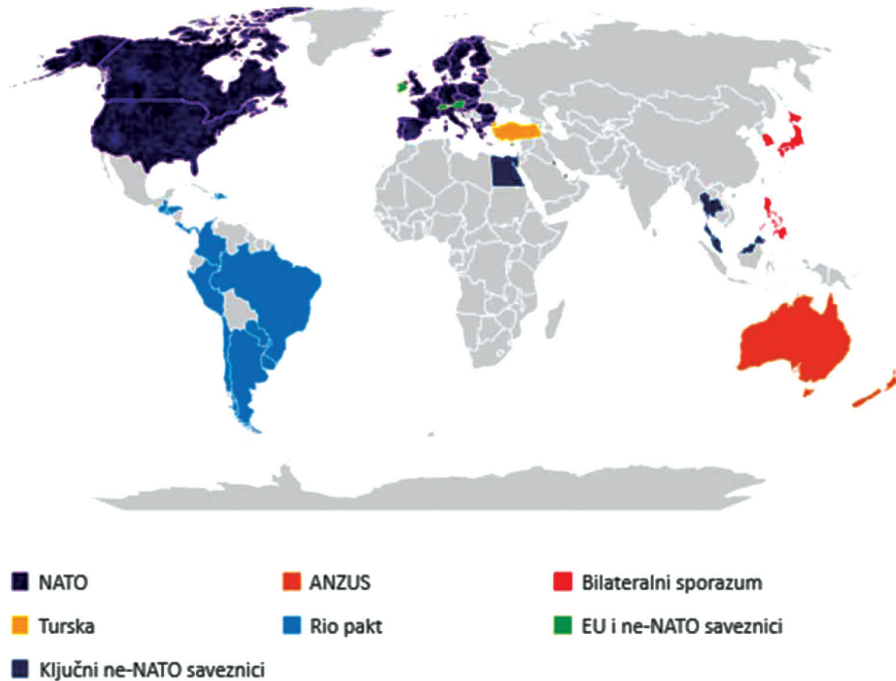 NATO
ANZUS
Bilateralni sporazum
Turska
Rio pakt
EU i ne-NATO saveznici
Ključni ne-NATO saveznici